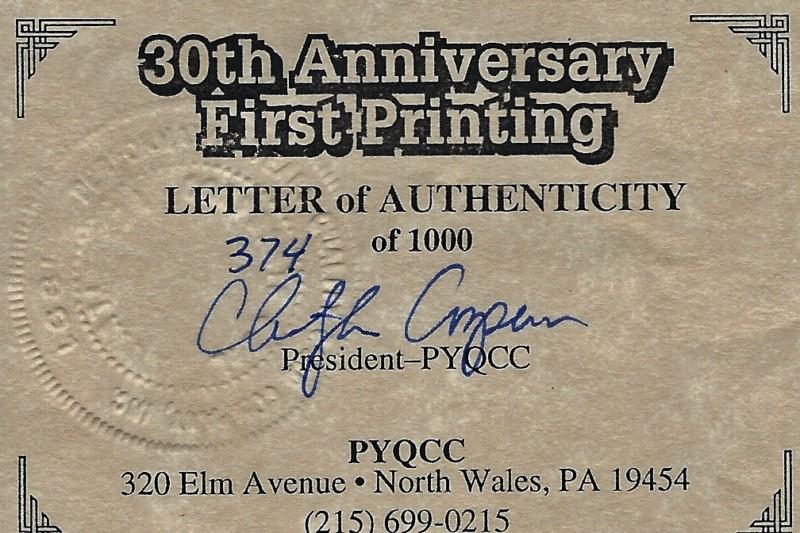 30th Anniversary
First Printing
LETTER of AUTHENTICITY
374 of 1000
President–PYQCC
PYQCC
320 Elm Avenue • North Wales, PA 19454
(215) 699-0215